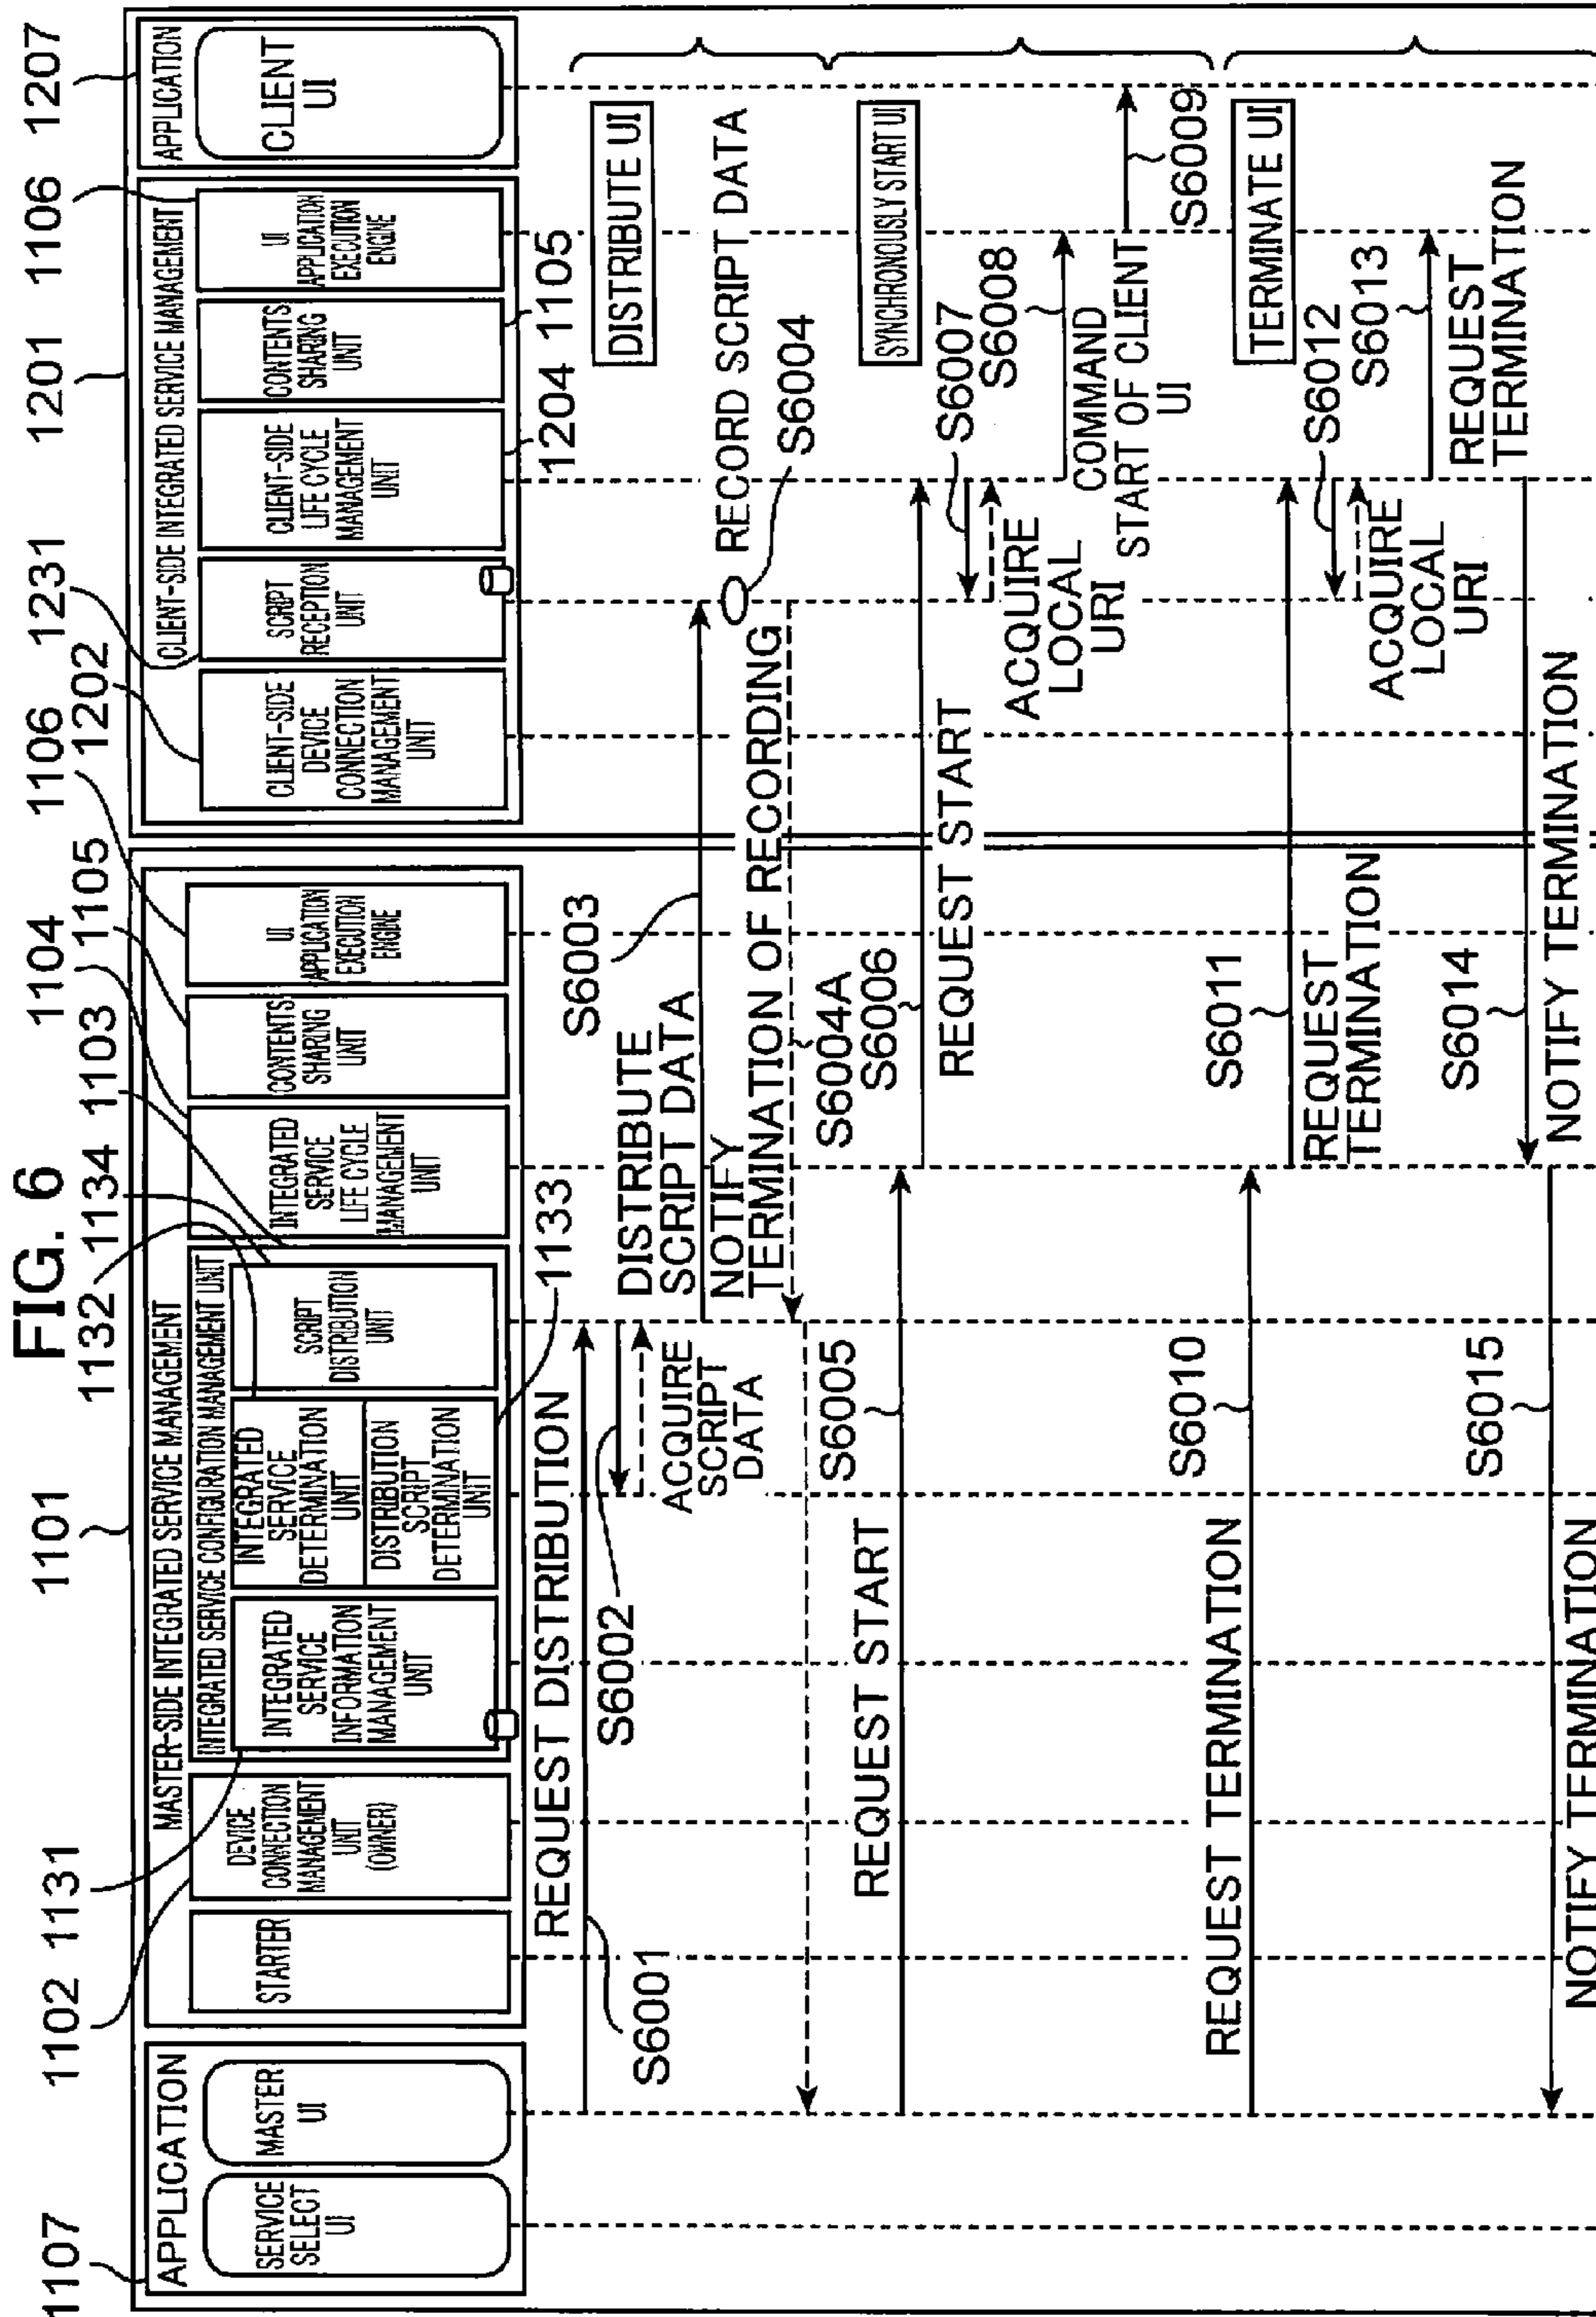 FIG. 6
1107
1102
1131
1101
1132
1134
1103
1104
1105
1106
1202
1231
1201
1106
1207
APPLICATION
SERVICE
SELECT
UI
MASTER
UI
MASTER-SIDE INTEGRATED SERVICE MANAGEMENT
STARTER
DEVICE
CONNECTION
MANAGEMENT
UNIT
(OWNER)
INTEGRATED SERVICE CONFIGURATION MANAGEMENT UNIT
INTEGRATED
SERVICE
INFORMATION
MANAGEMENT
UNIT
INTEGRATED
SERVICE
DETERMINATION
UNIT
DISTRIBUTION
SCRIPT
DETERMINATION
UNIT
SCRIPT
DISTRIBUTION
UNIT
INTEGRATED
SERVICE
LIFE CYCLE
MANAGEMENT
UNIT
CONTENTS
SHARING
UNIT
UI
APPLICATION
EXECUTION
ENGINE
CLIENT-SIDE INTEGRATED SERVICE MANAGEMENT
CLIENT-SIDE
DEVICE
CONNECTION
MANAGEMENT
UNIT
SCRIPT
RECEPTION
UNIT
CLIENT-SIDE
LIFE CYCLE
MANAGEMENT
UNIT
CONTENTS
SHARING
UNIT
UI
APPLICATION
EXECUTION
ENGINE
APPLICATION
CLIENT
UI
1133
1204
1105
REQUEST DISTRIBUTION
S6001
S6002
ACQUIRE
SCRIPT
DATA
DISTRIBUTE
SCRIPT DATA
S6003
NOTIFY
TERMINATION OF RECORDING
S6004A
RECORD SCRIPT DATA
S6004
DISTRIBUTE UI
REQUEST START
S6005
S6006
REQUEST START
S6007
ACQUIRE
LOCAL
URI
S6008
COMMAND
START OF CLIENT
UI
S6009
SYNCHRONOUSLY START UI
REQUEST TERMINATION
S6010
S6011
REQUEST
TERMINATION
S6012
ACQUIRE
LOCAL
URI
S6013
REQUEST
TERMINATION
TERMINATE UI
S6014
NOTIFY TERMINATION
S6015
NOTIFY TERMINATION